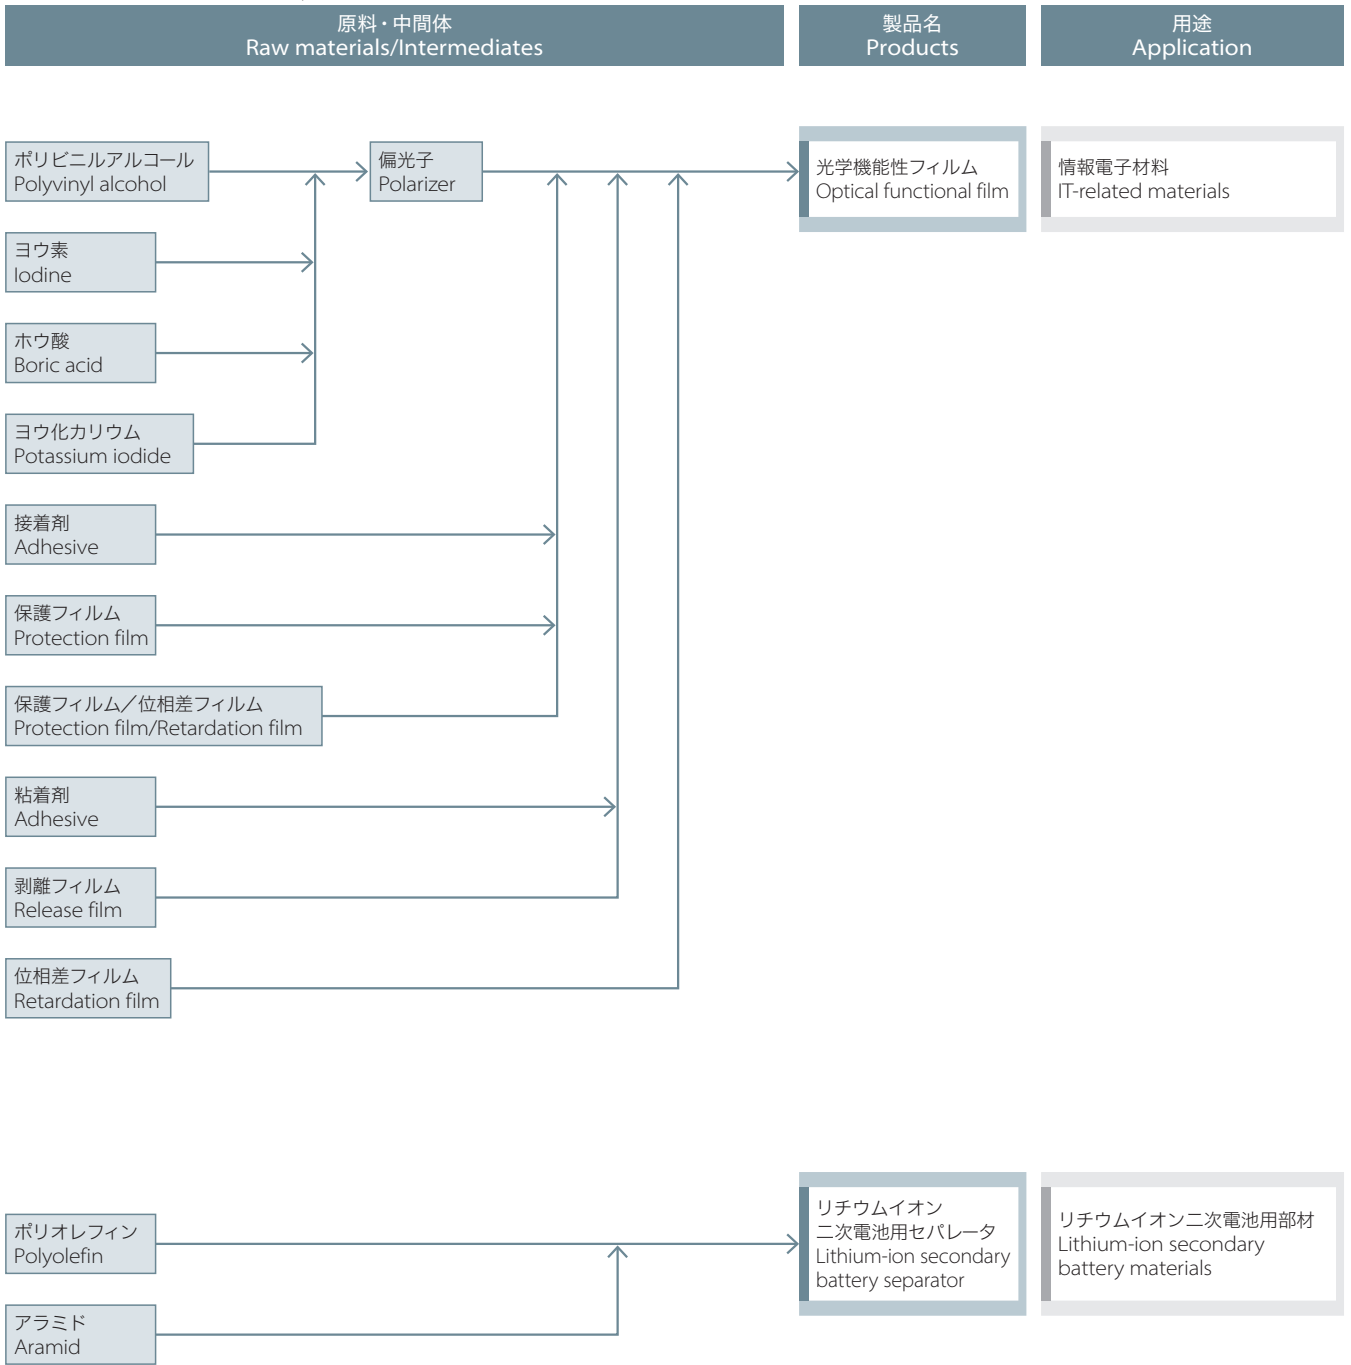 原料・中間体
Raw materials/Intermediates
製品名
Products
用途
Application
ポリビニルアルコール
Polyvinyl alcohol
偏光子
Polarizer
光学機能性フィルム
Optical functional film
情報電子材料
IT-related materials
ヨウ素
Iodine
ホウ酸
Boric acid
ヨウ化カリウム
Potassium iodide
接着剤
Adhesive
保護フィルム
Protection film
保護フィルム／位相差フィルム
Protection film/Retardation film
粘着剤
Adhesive
剥離フィルム
Release film
位相差フィルム
Retardation film
ポリオレフィン
Polyolefin
リチウムイオン
二次電池用セパレータ
Lithium-ion secondary
battery separator
リチウムイオン二次電池用部材
Lithium-ion secondary
battery materials
アラミド
Aramid